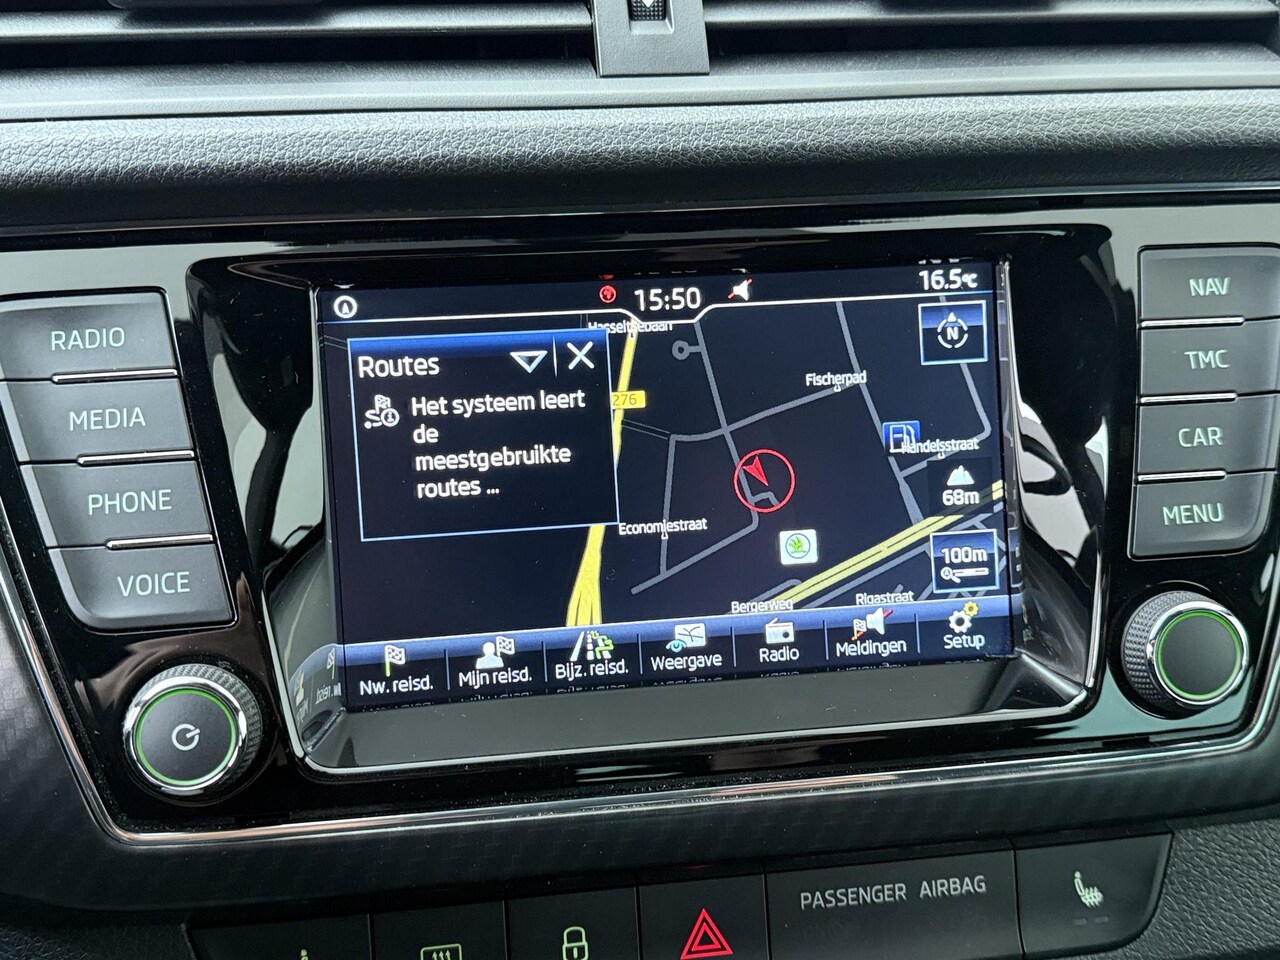 15:50
16.5°C
Routes
Het systeem leert
de
meestgebruikte
routes ...
Hasseltsebaan
276
Fischerpad
N
Handelsstraat
68m
Economiestraat
100m
Bergerweg
Rigastraat
Nw. reisd.
Mijn reisd.
Bijz. reisd.
Weergave
Radio
Meldingen
Setup
RADIO
MEDIA
PHONE
VOICE
NAV
TMC
CAR
MENU
PASSENGER AIRBAG